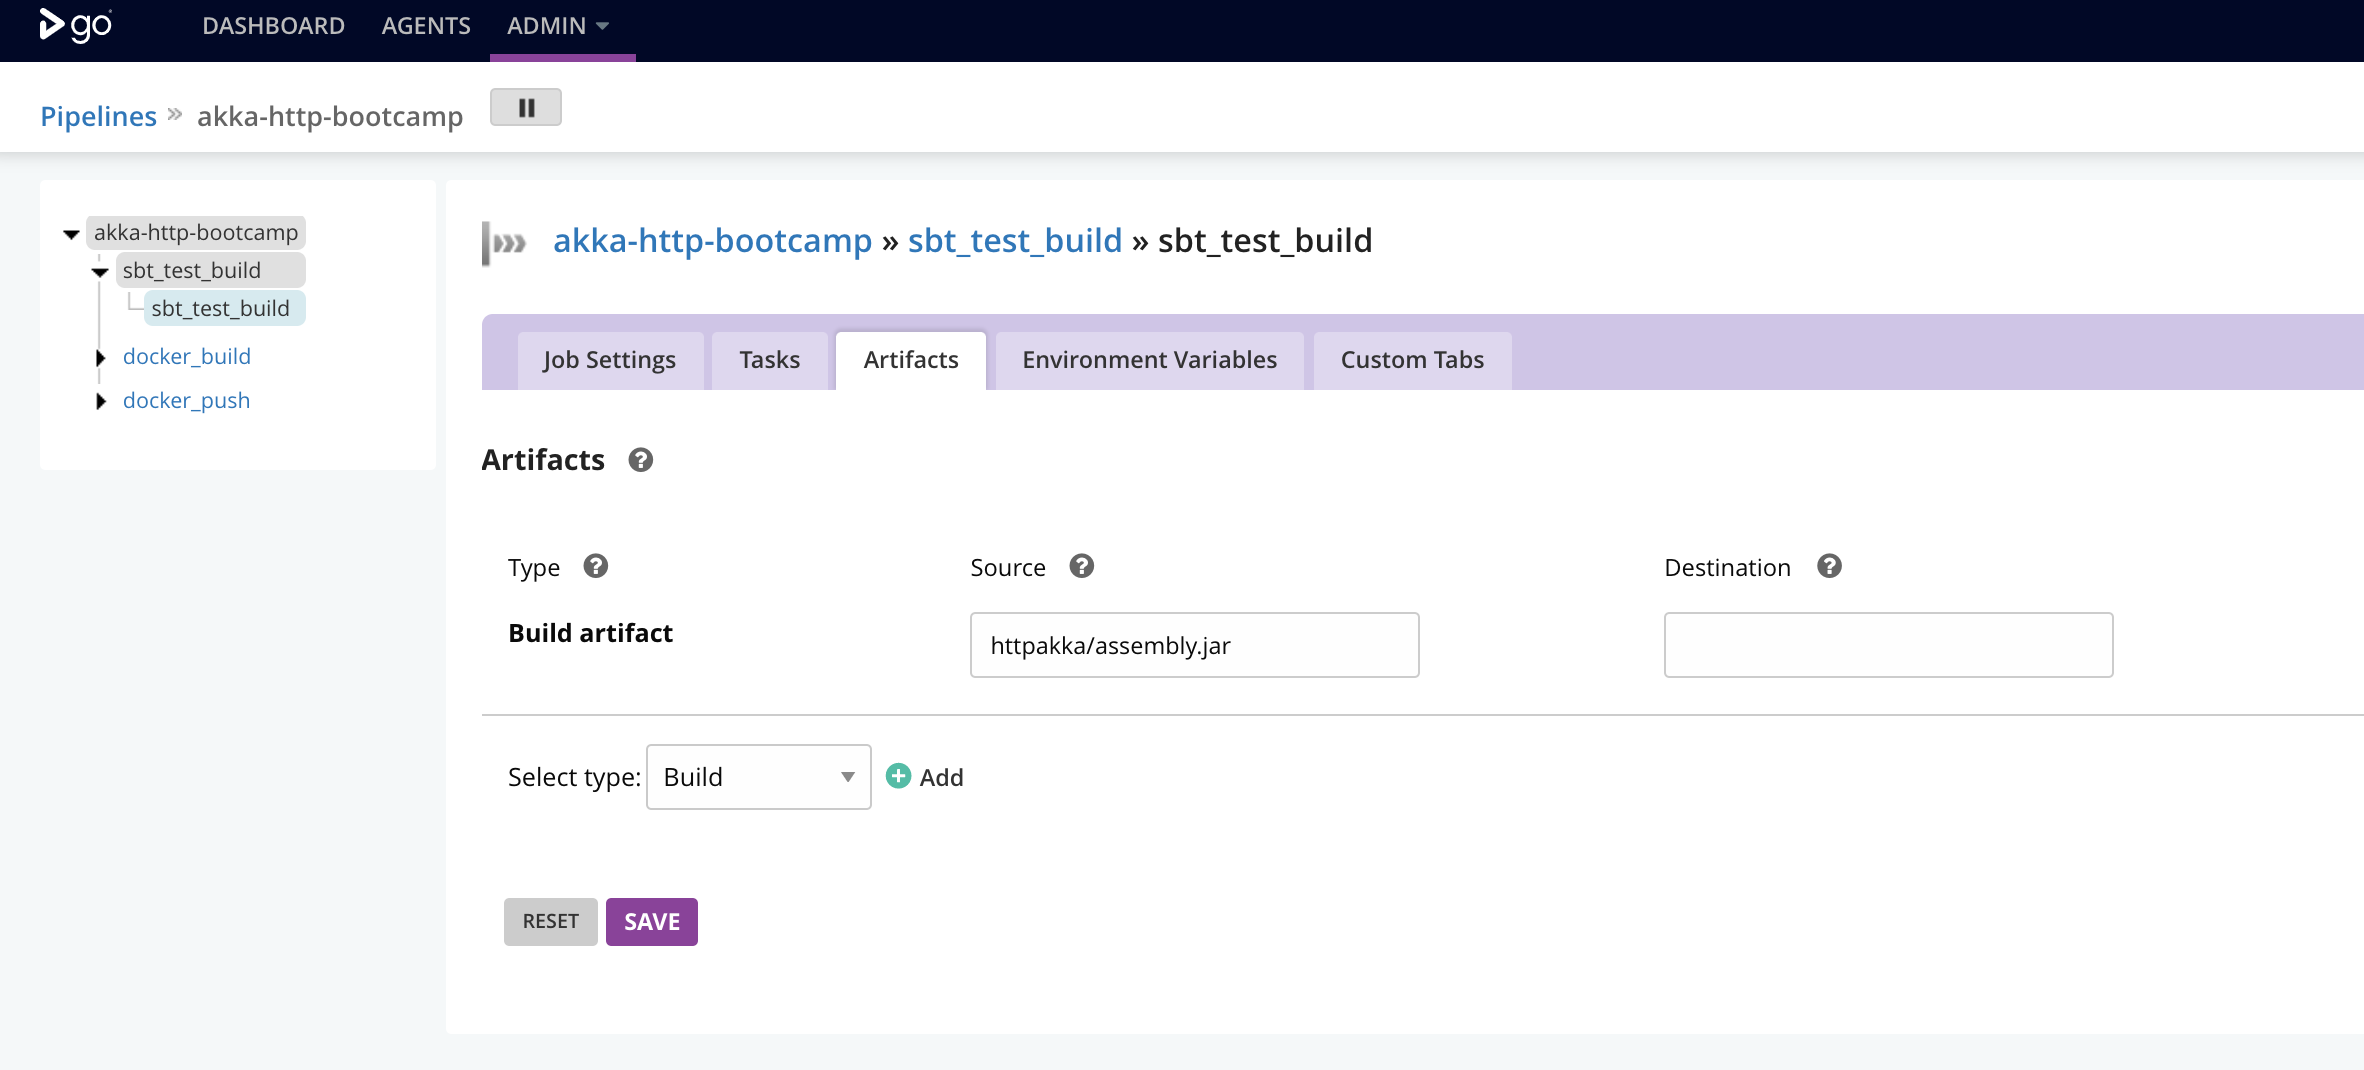 go DASHBOARD AGENTS ADMIN
Pipelines » akka-http-bootcamp
akka-http-bootcamp
sbt_test_build
sbt_test_build
docker_build
docker_push
akka-http-bootcamp » sbt_test_build » sbt_test_build
Job Settings Tasks Artifacts Environment Variables Custom Tabs
Artifacts ?
Type ? Source ? Destination ?
Build artifact httpakka/assembly.jar
Select type: Build Add
RESET SAVE